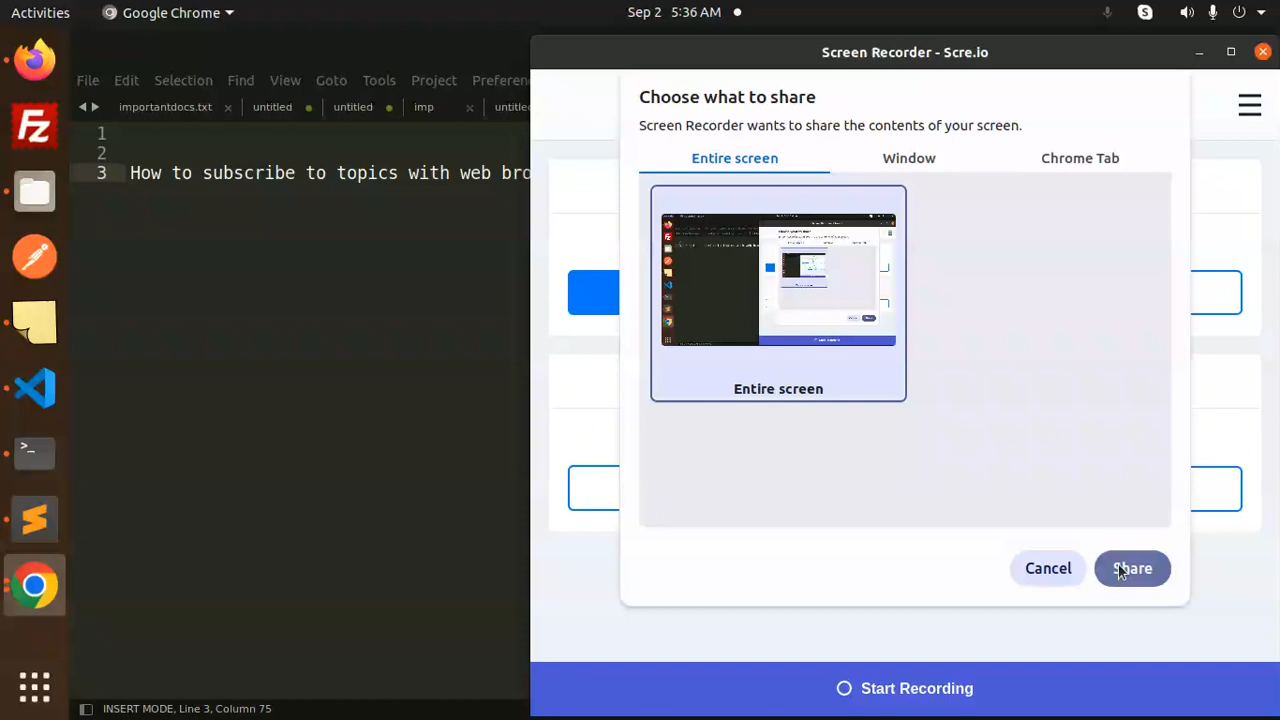 Activities
Google Chrome
Sep 2 5:36 AM
Screen Recorder - Scre.io
File Edit Selection Find View Goto Tools Project Preferen
importantdocs.txt
untitled
untitled
imp
untitle
1
2
3 How to subscribe to topics with web bro
Choose what to share
Screen Recorder wants to share the contents of your screen.
Entire screen
Window
Chrome Tab
Entire screen
Cancel
Share
Start Recording
INSERT MODE, Line 3, Column 75